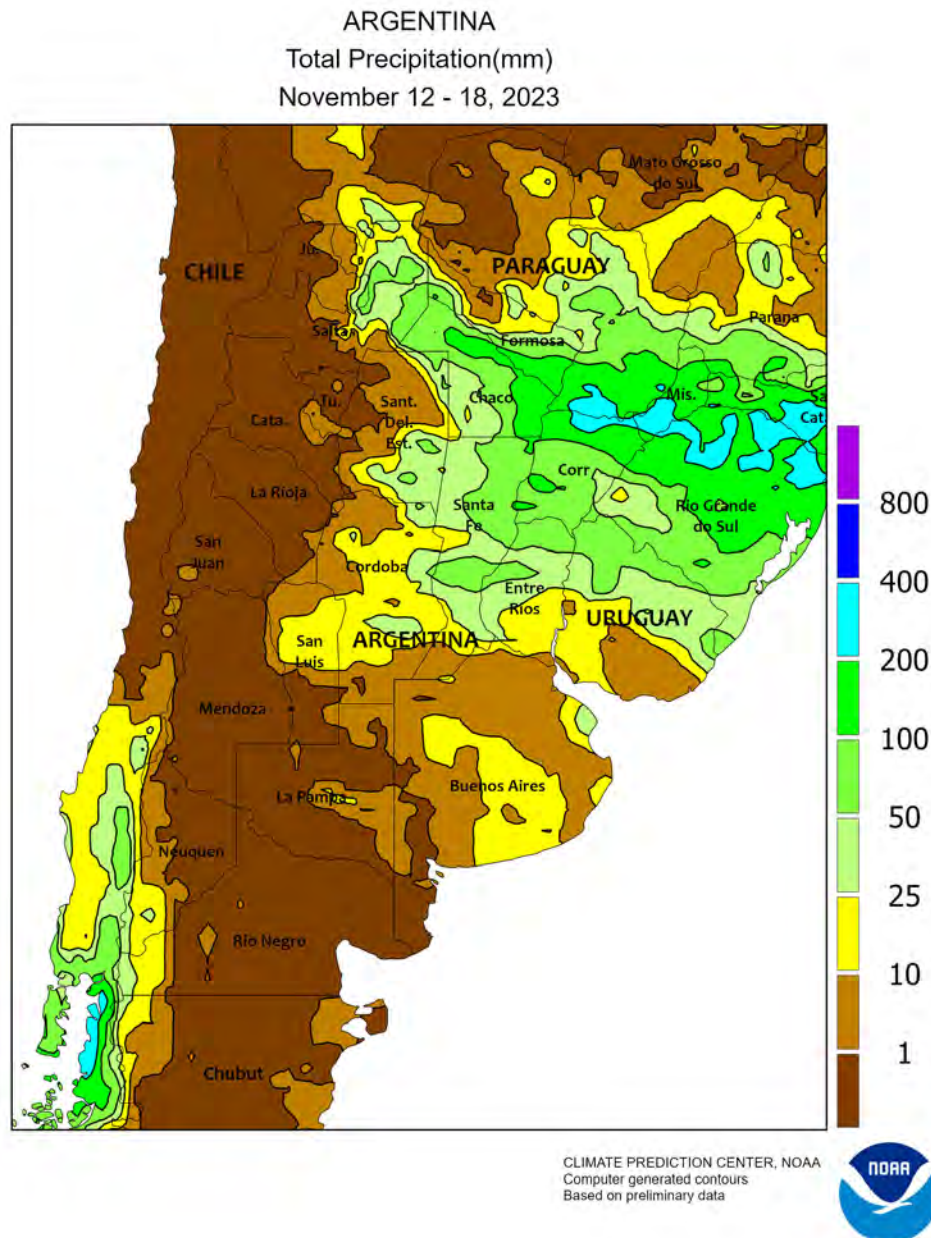 ARGENTINA
Total Precipitation(mm)
November 12 - 18, 2023
Mato Grosso
do Sul
Ju.
CHILE
PARAGUAY
Parana
Salta
Formosa
Tu.
Sant.
Del.
Est.
Chaco
Mis.
Sa
Cat
Cata.
Corr
La Rioja
Santa
Fe
Rio Grande
do Sul
San
Juan
Cordoba
Entre
Rios
URUGUAY
San
Luis
ARGENTINA
Mendoza
La Pampa
Buenos Aires
Neuquen
Rio Negro
Chubut
800
400
200
100
50
25
10
1
CLIMATE PREDICTION CENTER, NOAA
Computer generated contours
Based on preliminary data
NOAA